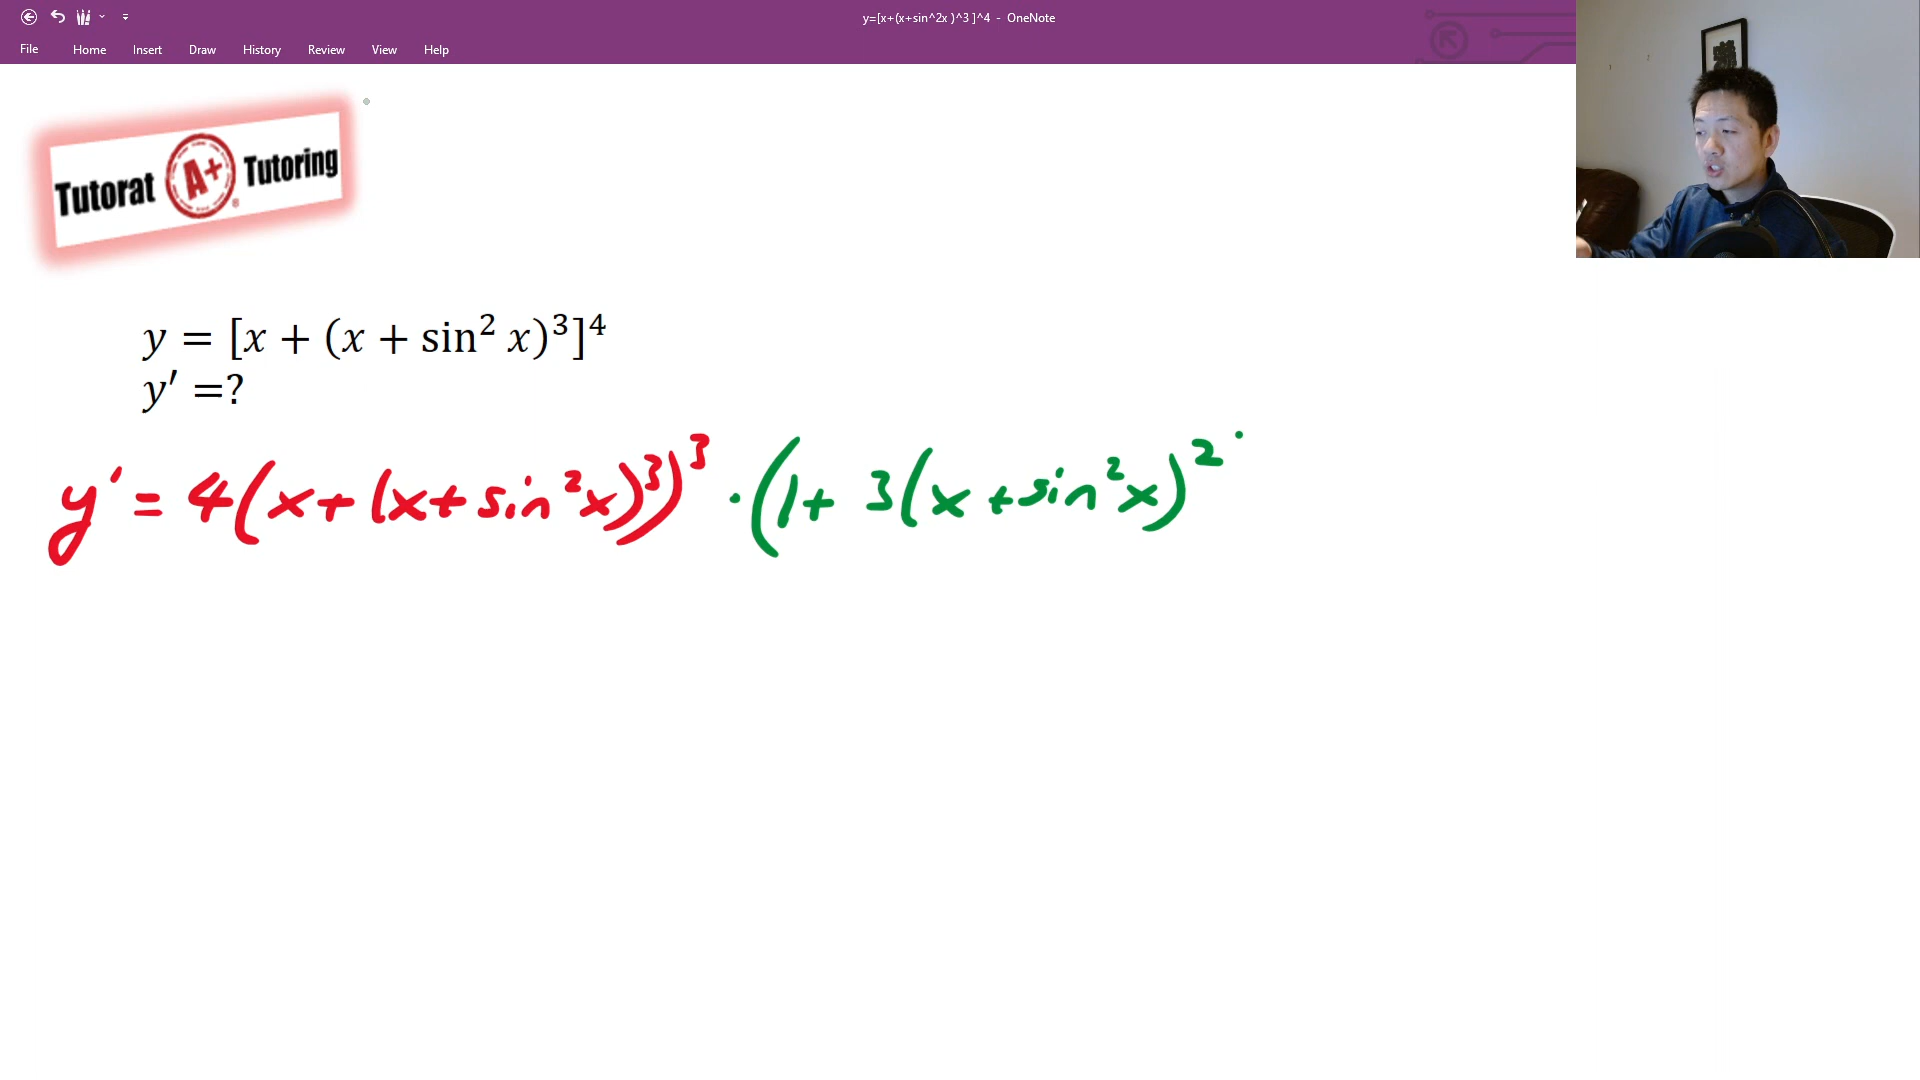 y=[x+(x+sin^2x )^3 ]^4 - OneNote
File Home Insert Draw History Review View Help
Tutorat A+ Tutoring
®
y = [x + (x + sin² x)³]⁴
y′ =?
y' = 4(x+(x+sin²x)³)³ · (1+ 3(x +sin²x)² ·